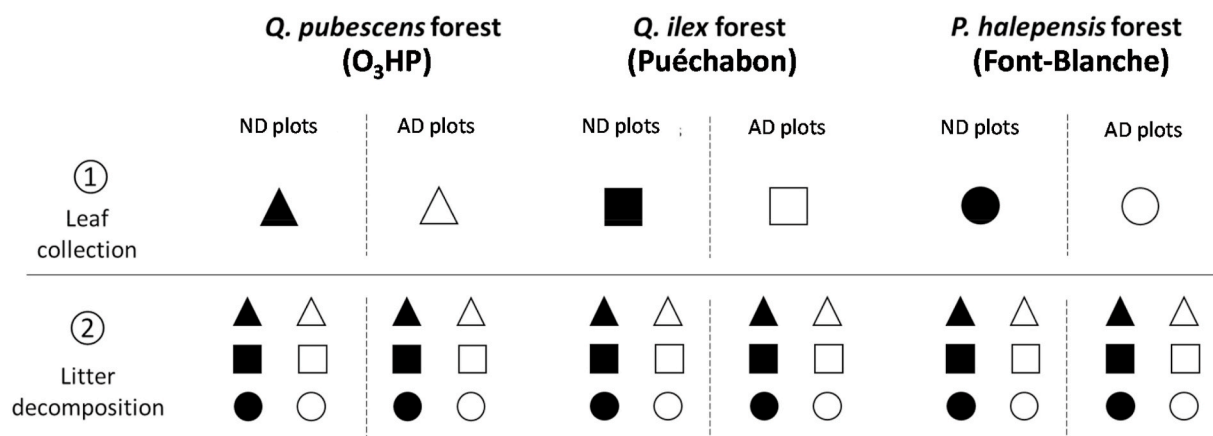 Q. pubescens forest
(O₃HP)
Q. ilex forest
(Puéchabon)
P. halepensis forest
(Font-Blanche)
ND plots
AD plots
ND plots
AD plots
ND plots
AD plots
①
Leaf
collection
②
Litter
decomposition